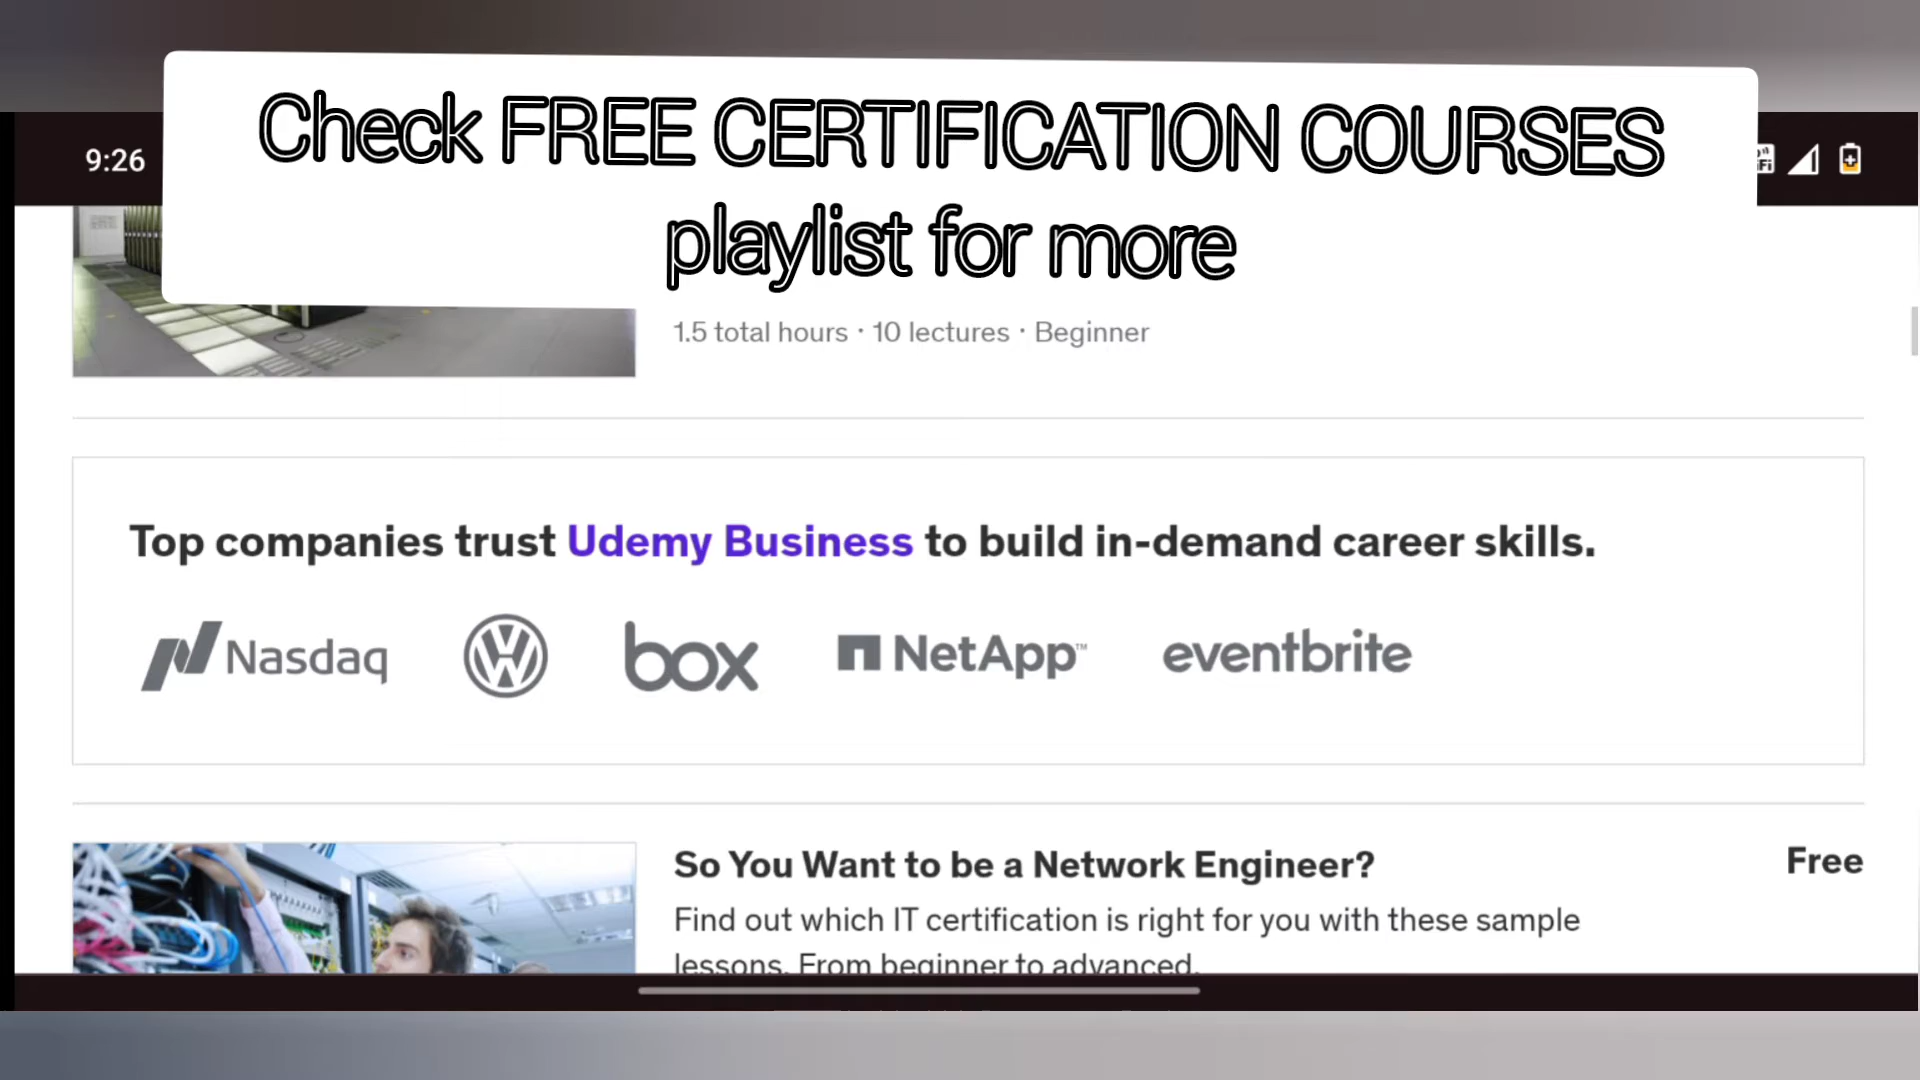 Check FREE CERTIFICATION COURSES
playlist for more
9:26
1.5 total hours · 10 lectures · Beginner
Top companies trust Udemy Business to build in-demand career skills.
Nasdaq
VW
box
NetApp™
eventbrite
So You Want to be a Network Engineer?
Free
Find out which IT certification is right for you with these sample
lessons. From beginner to advanced.